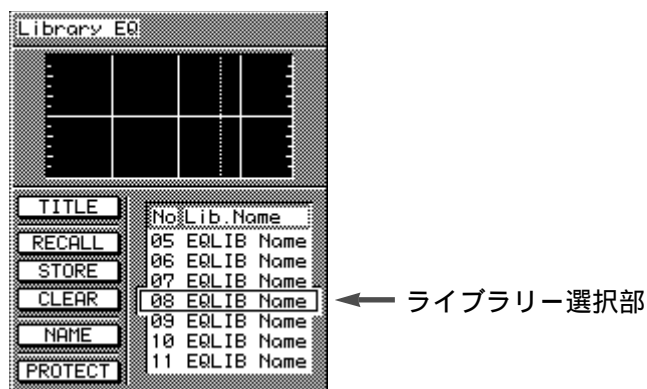 Library EQ
TITLE
RECALL
STORE
CLEAR
NAME
PROTECT
No Lib.Name
05 EQLIB Name
06 EQLIB Name
07 EQLIB Name
08 EQLIB Name
09 EQLIB Name
10 EQLIB Name
11 EQLIB Name
ライブラリー選択部